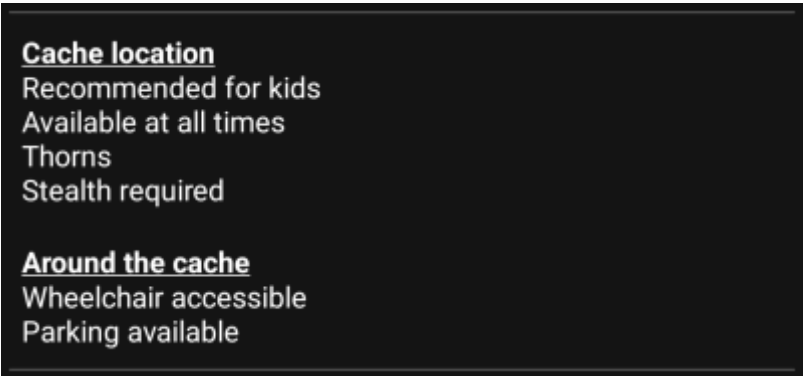 Cache location
Recommended for kids
Available at all times
Thorns
Stealth required
Around the cache
Wheelchair accessible
Parking available